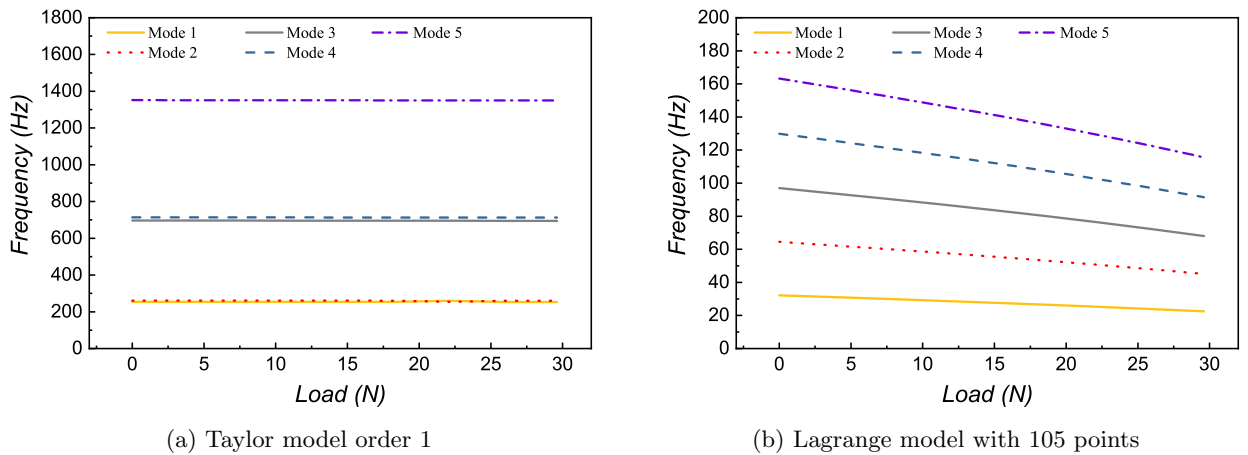 Frequency (Hz)
1800
1600
1400
1200
1000
800
600
400
200
0
Mode 1 Mode 3 Mode 5
Mode 2 Mode 4
0 5 10 15 20 25 30
Load (N)
(a) Taylor model order 1
Frequency (Hz)
200
180
160
140
120
100
80
60
40
20
0
Mode 1 Mode 3 Mode 5
Mode 2 Mode 4
0 5 10 15 20 25 30
Load (N)
(b) Lagrange model with 105 points